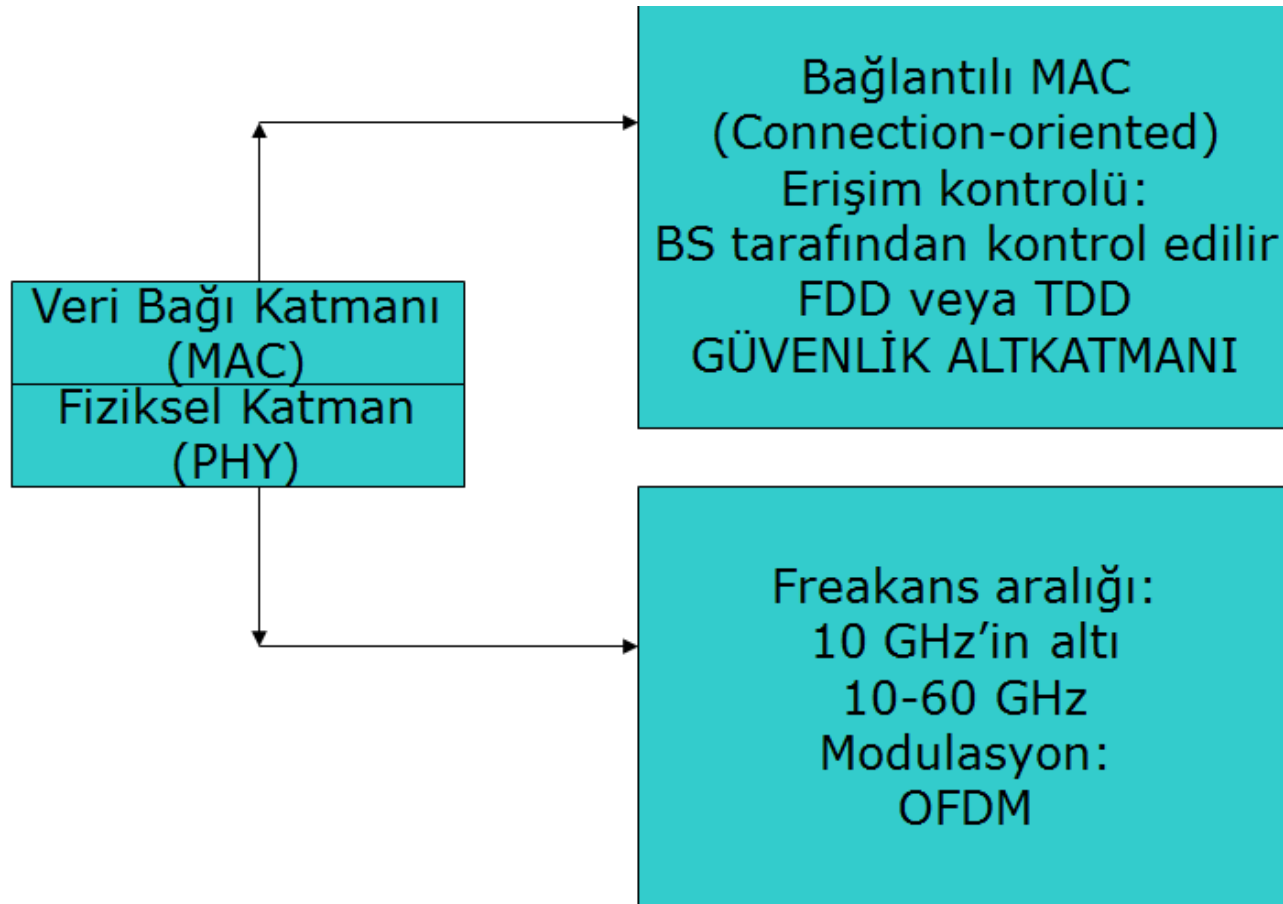 Veri Bağı Katmanı
(MAC)
Fiziksel Katman
(PHY)
Bağlantılı MAC
(Connection-oriented)
Erişim kontrolü:
BS tarafından kontrol edilir
FDD veya TDD
GÜVENLİK ALTKATMANI
Freakans aralığı:
10 GHz’in altı
10-60 GHz
Modulasyon:
OFDM